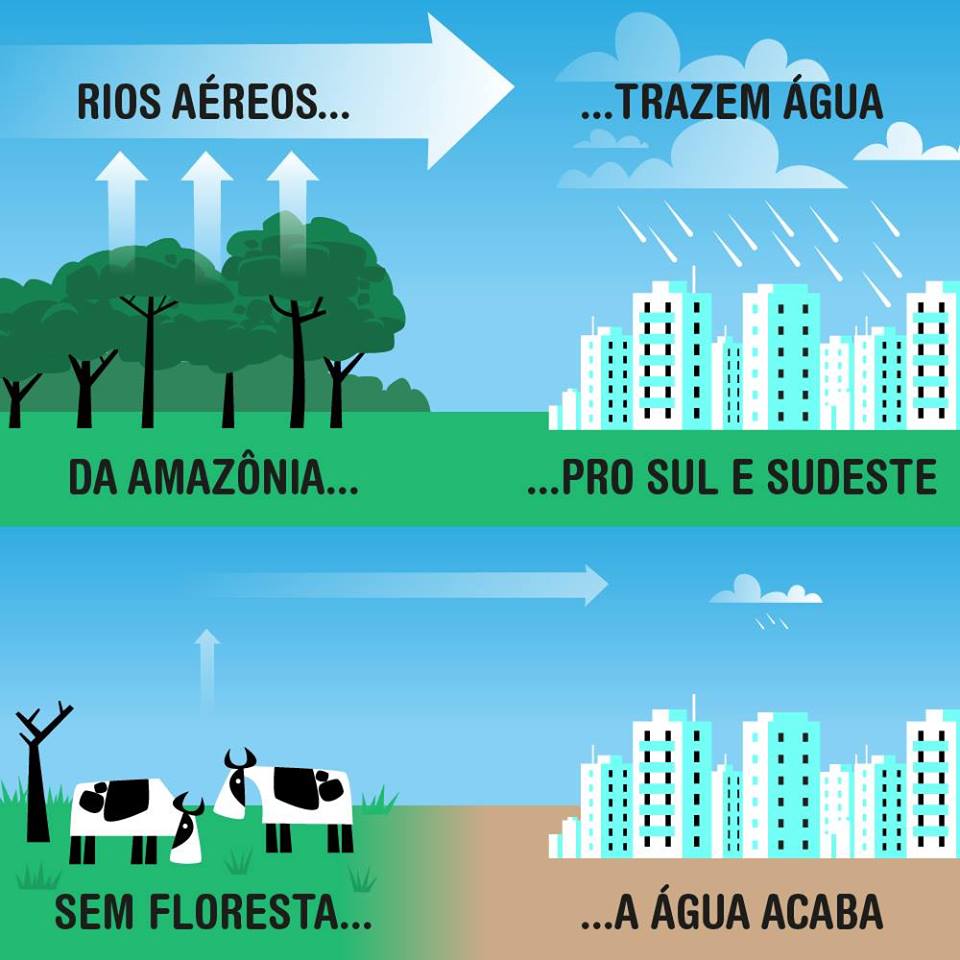 RIOS AÉREOS...
...TRAZEM ÁGUA
DA AMAZÔNIA...
...PRO SUL E SUDESTE
SEM FLORESTA...
...A ÁGUA ACABA